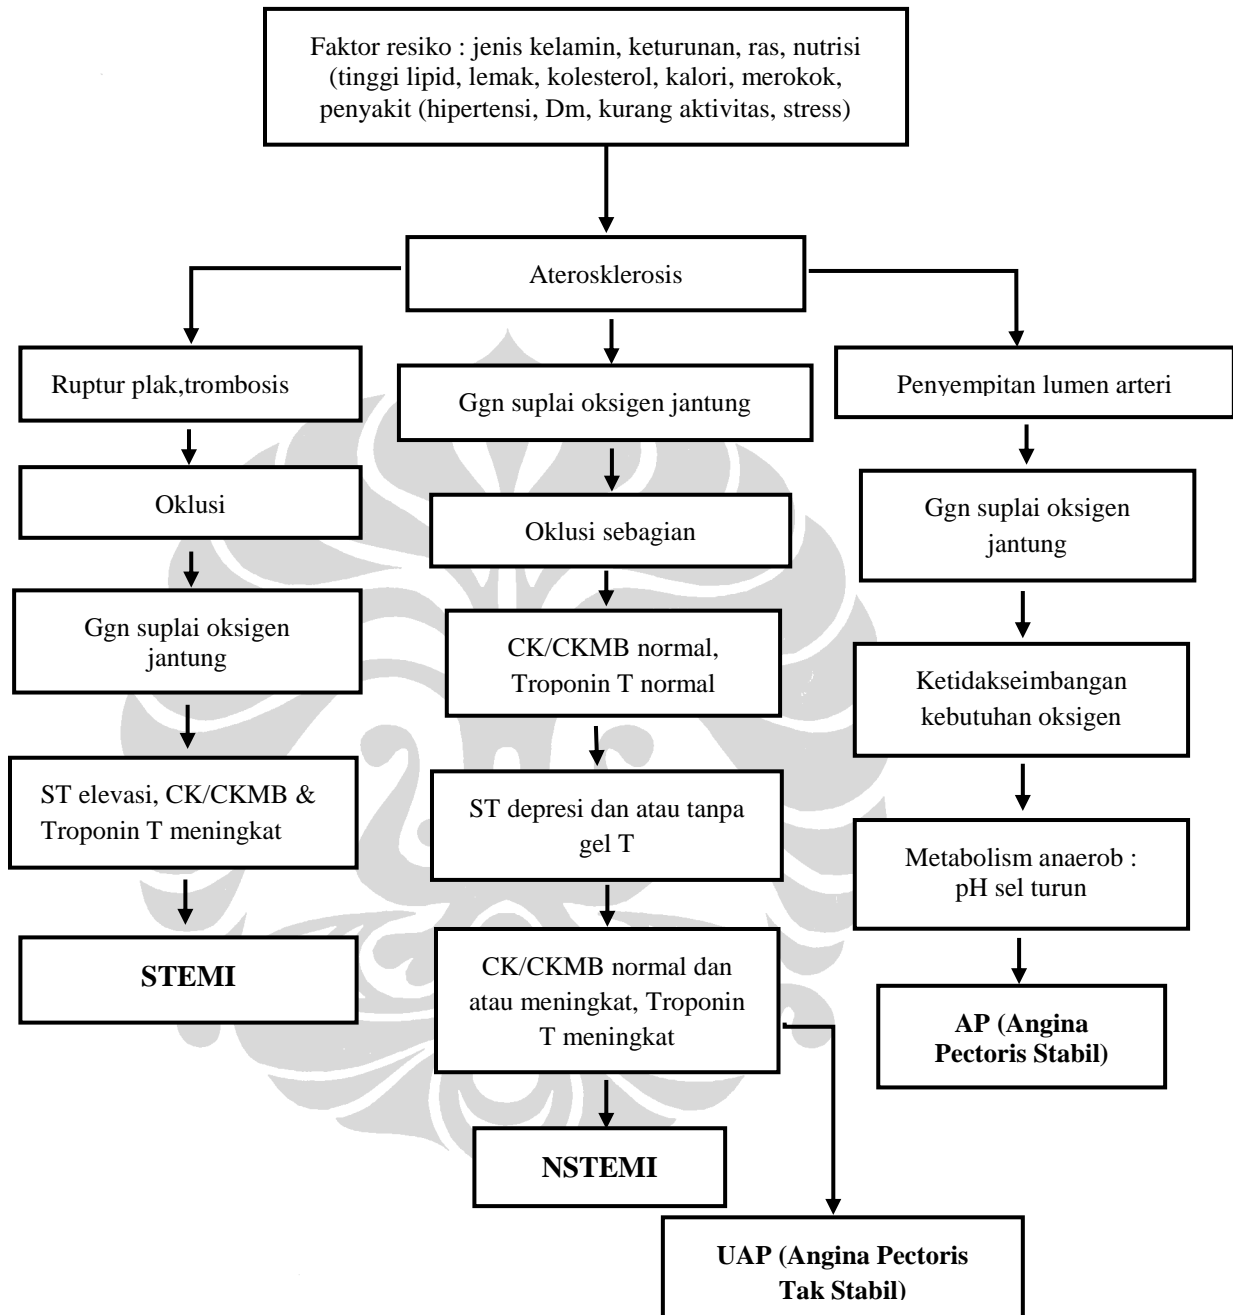 Faktor resiko : jenis kelamin, keturunan, ras, nutrisi
(tinggi lipid, lemak, kolesterol, kalori, merokok,
penyakit (hipertensi, Dm, kurang aktivitas, stress)
Aterosklerosis
Ruptur plak,trombosis
Oklusi
Ggn suplai oksigen
jantung
ST elevasi, CK/CKMB &
Troponin T meningkat
STEMI
Ggn suplai oksigen jantung
Oklusi sebagian
CK/CKMB normal,
Troponin T normal
ST depresi dan atau tanpa
gel T
CK/CKMB normal dan
atau meningkat, Troponin
T meningkat
NSTEMI
UAP (Angina Pectoris
Tak Stabil)
Penyempitan lumen arteri
Ggn suplai oksigen
jantung
Ketidakseimbangan
kebutuhan oksigen
Metabolism anaerob :
pH sel turun
AP (Angina
Pectoris Stabil)